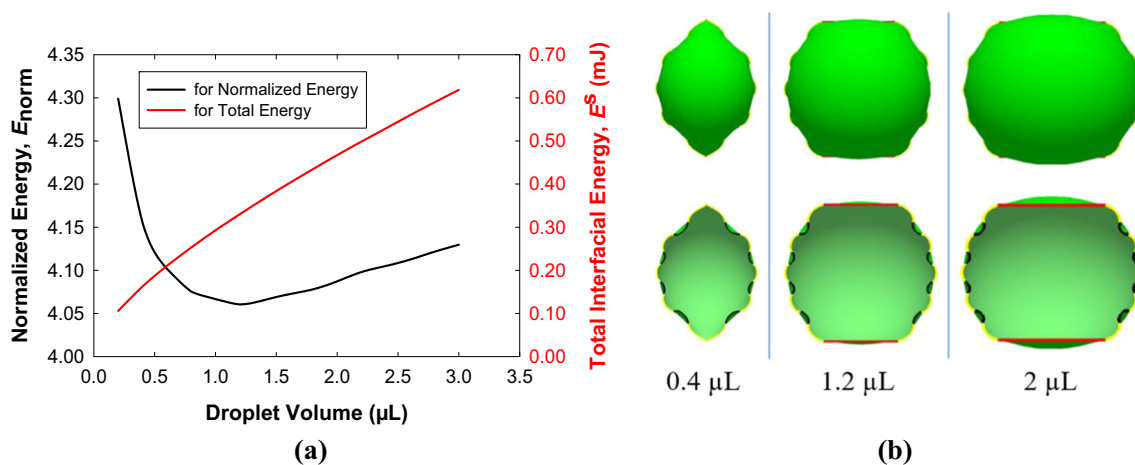 4.35
4.30
4.25
4.20
4.15
4.10
4.05
4.00
Normalized Energy, Enorm
for Normalized Energy
for Total Energy
0.70
0.60
0.50
0.40
0.30
0.20
0.10
0.00
Total Interfacial Energy, E^S (mJ)
0.0 0.5 1.0 1.5 2.0 2.5 3.0 3.5
Droplet Volume (µL)
(a)
0.4 µL 1.2 µL 2 µL
(b)